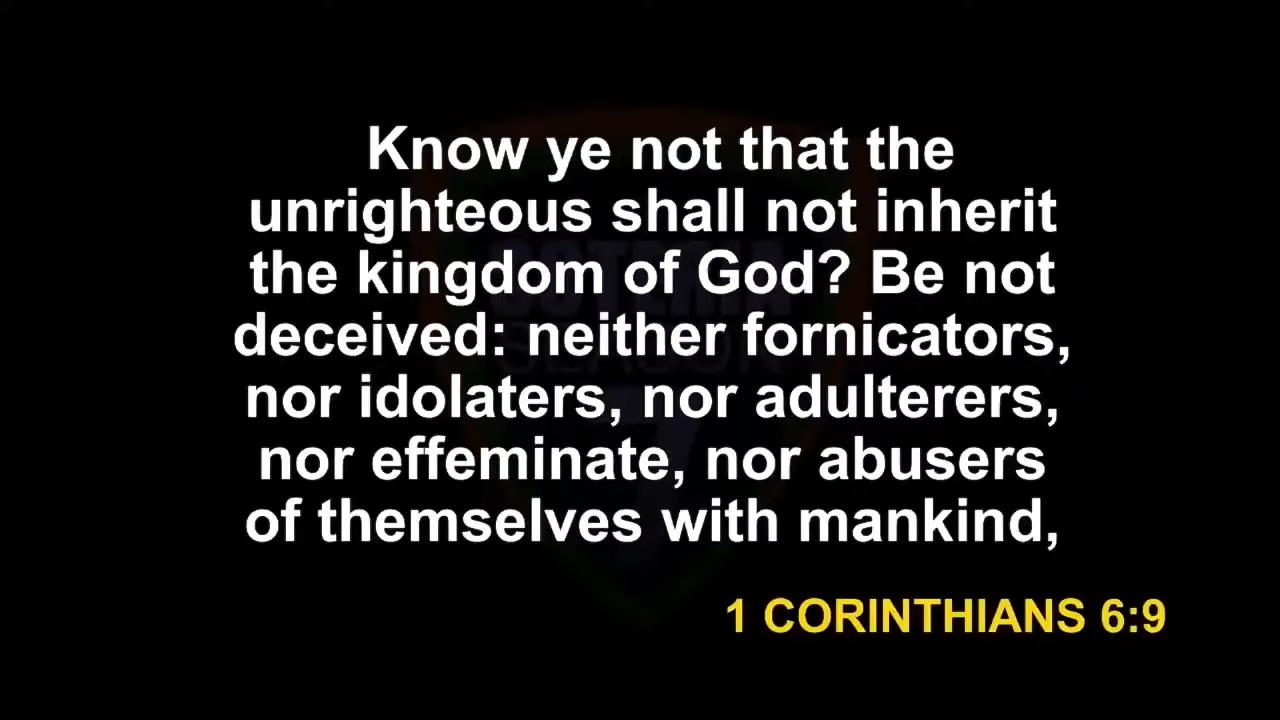 Know ye not that the
unrighteous shall not inherit
the kingdom of God? Be not
deceived: neither fornicators,
nor idolaters, nor adulterers,
nor effeminate, nor abusers
of themselves with mankind,
1 CORINTHIANS 6:9